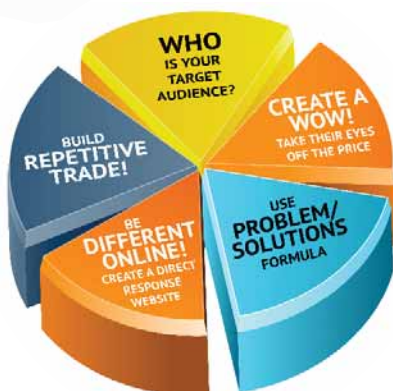 WHO
IS YOUR
TARGET
AUDIENCE?
CREATE A
WOW!
TAKE THEIR EYES
OFF THE PRICE
USE
PROBLEM/
SOLUTIONS
FORMULA
BE
DIFFERENT
ONLINE!
CREATE A DIRECT
RESPONSE
WEBSITE
BUILD
REPETITIVE
TRADE!